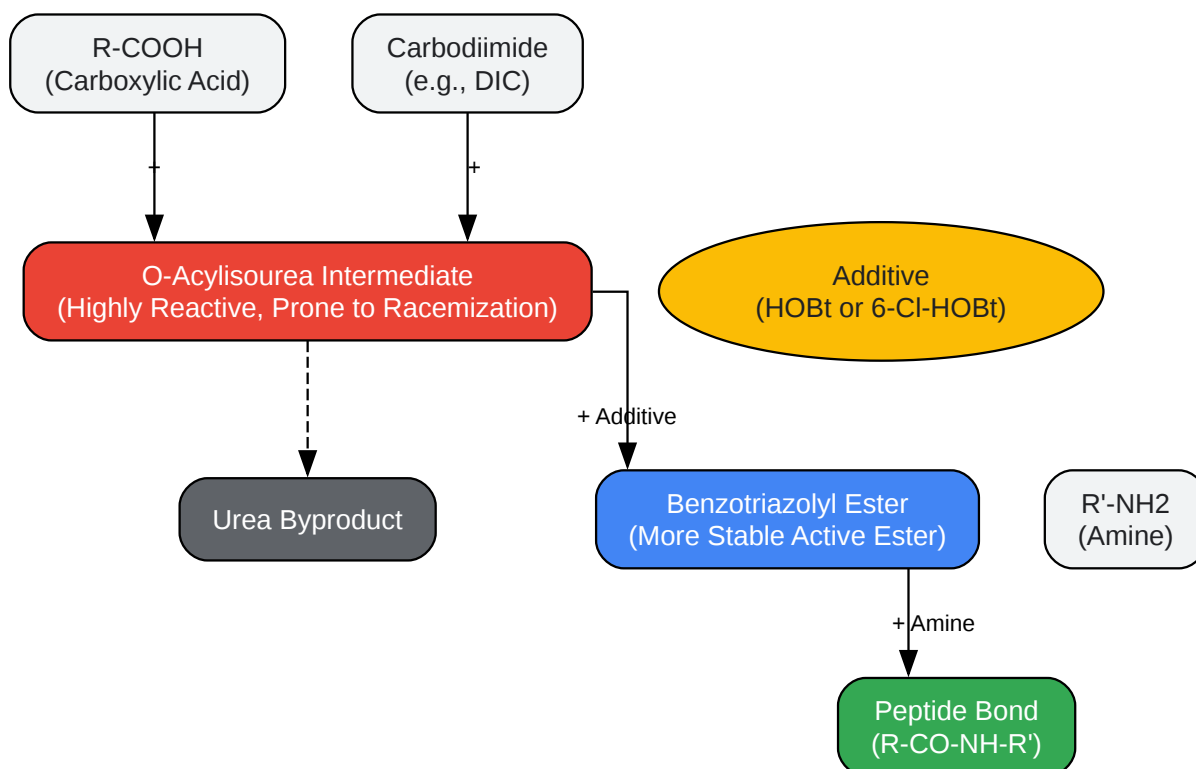 R-COOH
(Carboxylic Acid)
Carbodiimide
(e.g., DIC)
+
+
O-Acylisourea Intermediate
(Highly Reactive, Prone to Racemization)
Additive
(HOBt or 6-Cl-HOBt)
+ Additive
Urea Byproduct
Benzotriazolyl Ester
(More Stable Active Ester)
R'-NH2
(Amine)
+ Amine
Peptide Bond
(R-CO-NH-R')